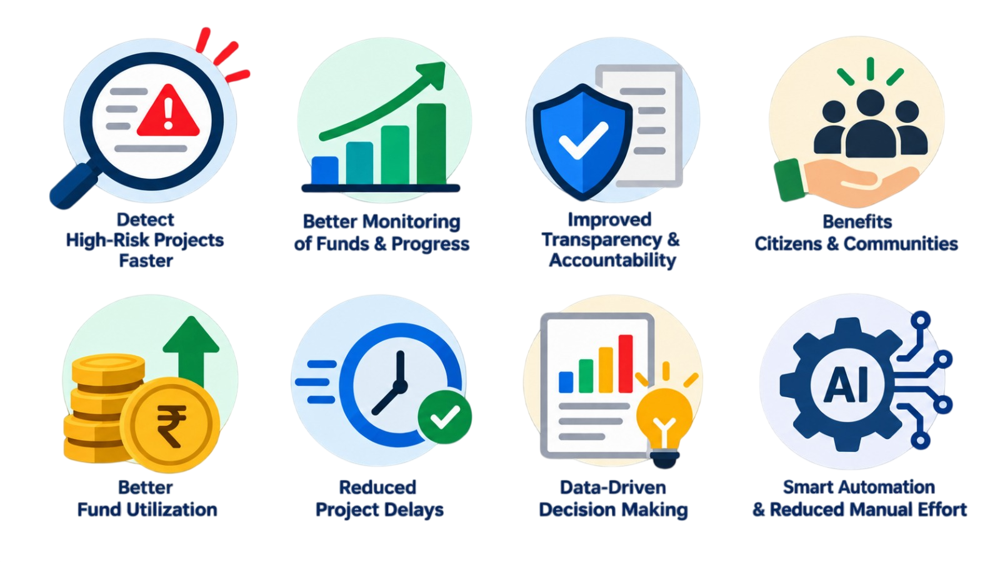 Detect
High-Risk Projects
Faster
Better Monitoring
of Funds & Progress
Improved
Transparency &
Accountability
Benefits
Citizens & Communities
₹
AI
Better
Fund Utilization
Reduced
Project Delays
Data-Driven
Decision Making
Smart Automation
& Reduced Manual Effort